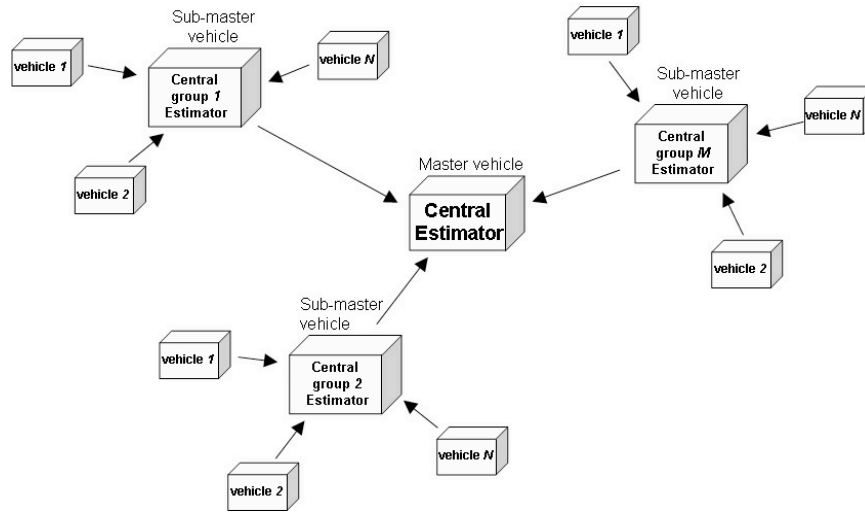 Sub-master
vehicle
vehicle 1
Central
group 1
Estimator
vehicle N
vehicle 2
vehicle 1
Sub-master
vehicle
Central
group M
Estimator
vehicle N
vehicle 2
Master vehicle
Central
Estimator
Sub-master
vehicle
vehicle 1
Central
group 2
Estimator
vehicle 2
vehicle N